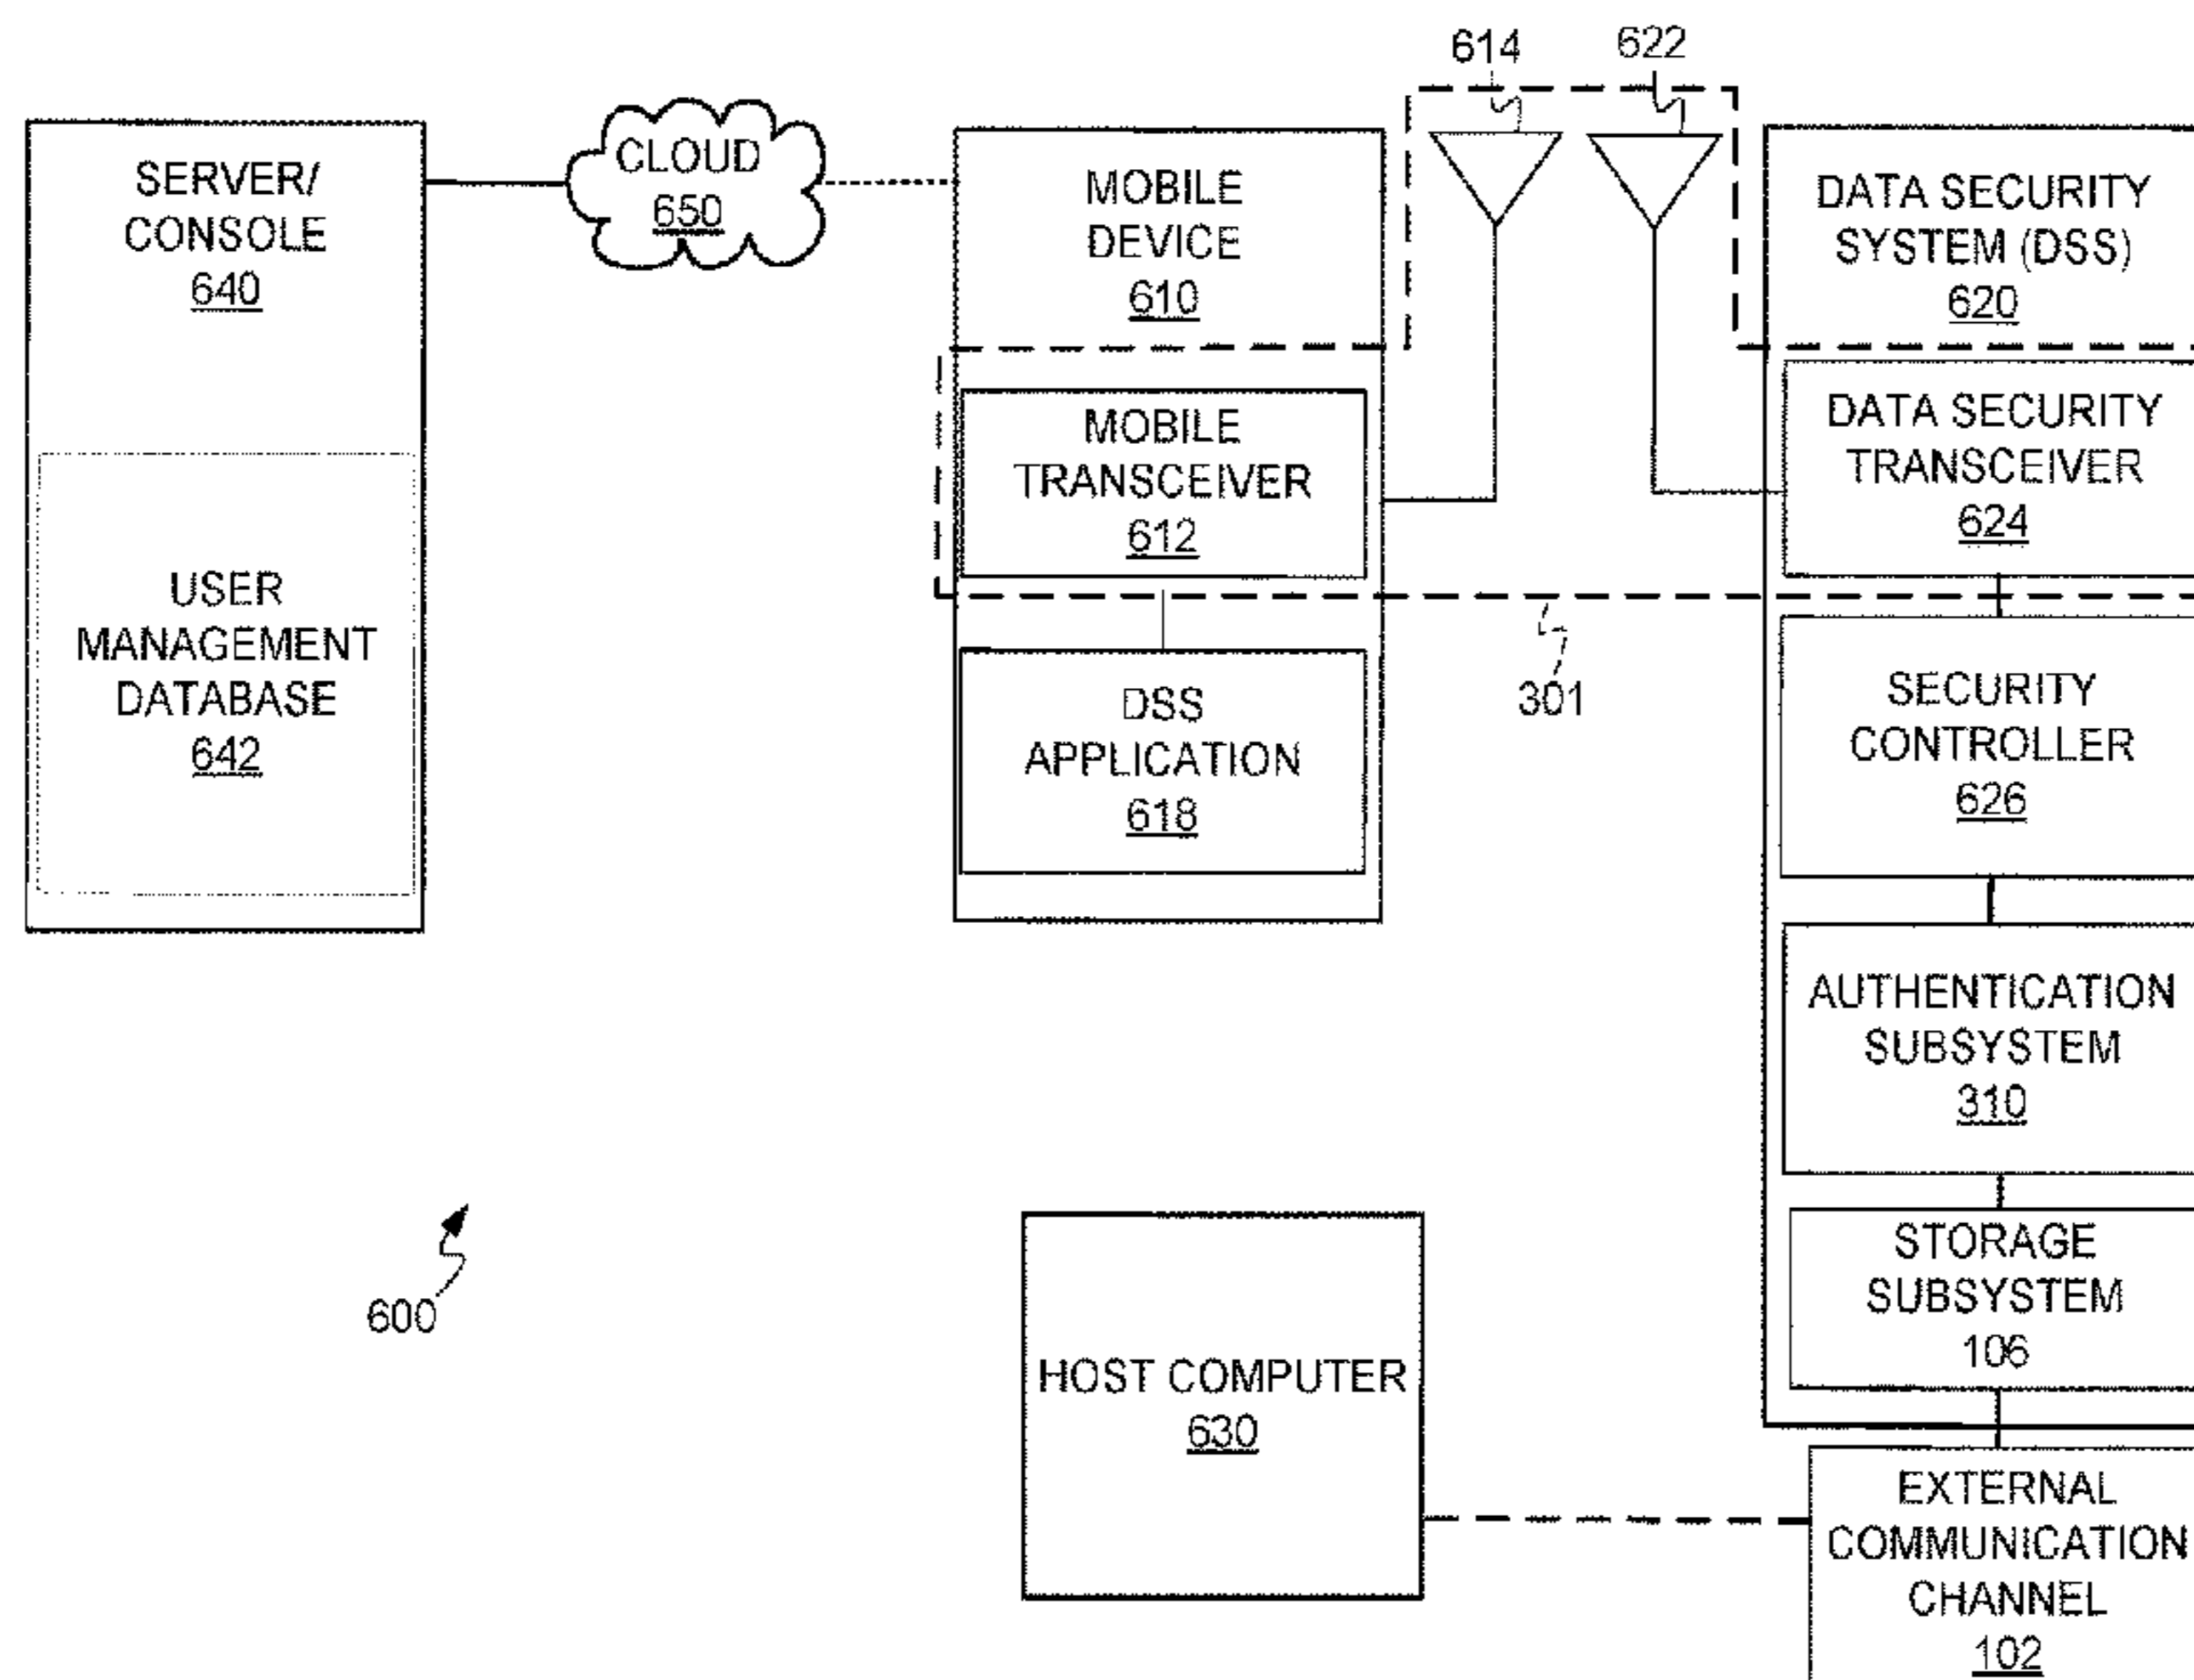 614
622
SERVER/
CONSOLE
640
CLOUD
650
MOBILE
DEVICE
610
DATA SECURITY
SYSTEM (DSS)
620
MOBILE
TRANSCEIVER
612
DATA SECURITY
TRANSCEIVER
624
USER
MANAGEMENT
DATABASE
642
DSS
APPLICATION
618
301
SECURITY
CONTROLLER
626
AUTHENTICATION
SUBSYSTEM
310
STORAGE
SUBSYSTEM
106
600
HOST COMPUTER
630
EXTERNAL
COMMUNICATION
CHANNEL
102